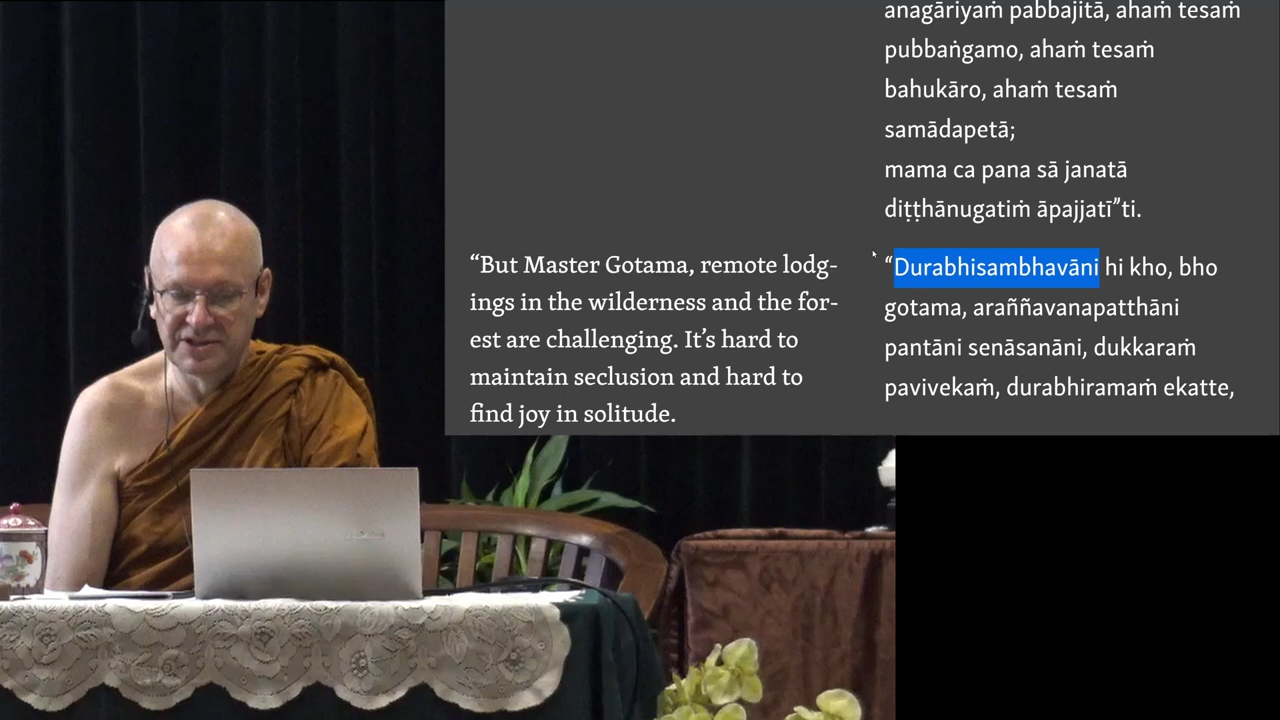 anagāriyaṁ pabbajitā, ahaṁ tesaṁ
pubbaṅgamo, ahaṁ tesaṁ
bahukāro, ahaṁ tesaṁ
samādapetā;
mama ca pana sā janatā
diṭṭhānugatiṁ āpajjatī”ti.
“But Master Gotama, remote lodg-
ings in the wilderness and the for-
est are challenging. It’s hard to
maintain seclusion and hard to
find joy in solitude.
“Durabhisambhavāni hi kho, bho
gotama, araññavanapatthāni
pantāni senāsanāni, dukkaraṁ
pavivekaṁ, durabhiramaṁ ekatte,